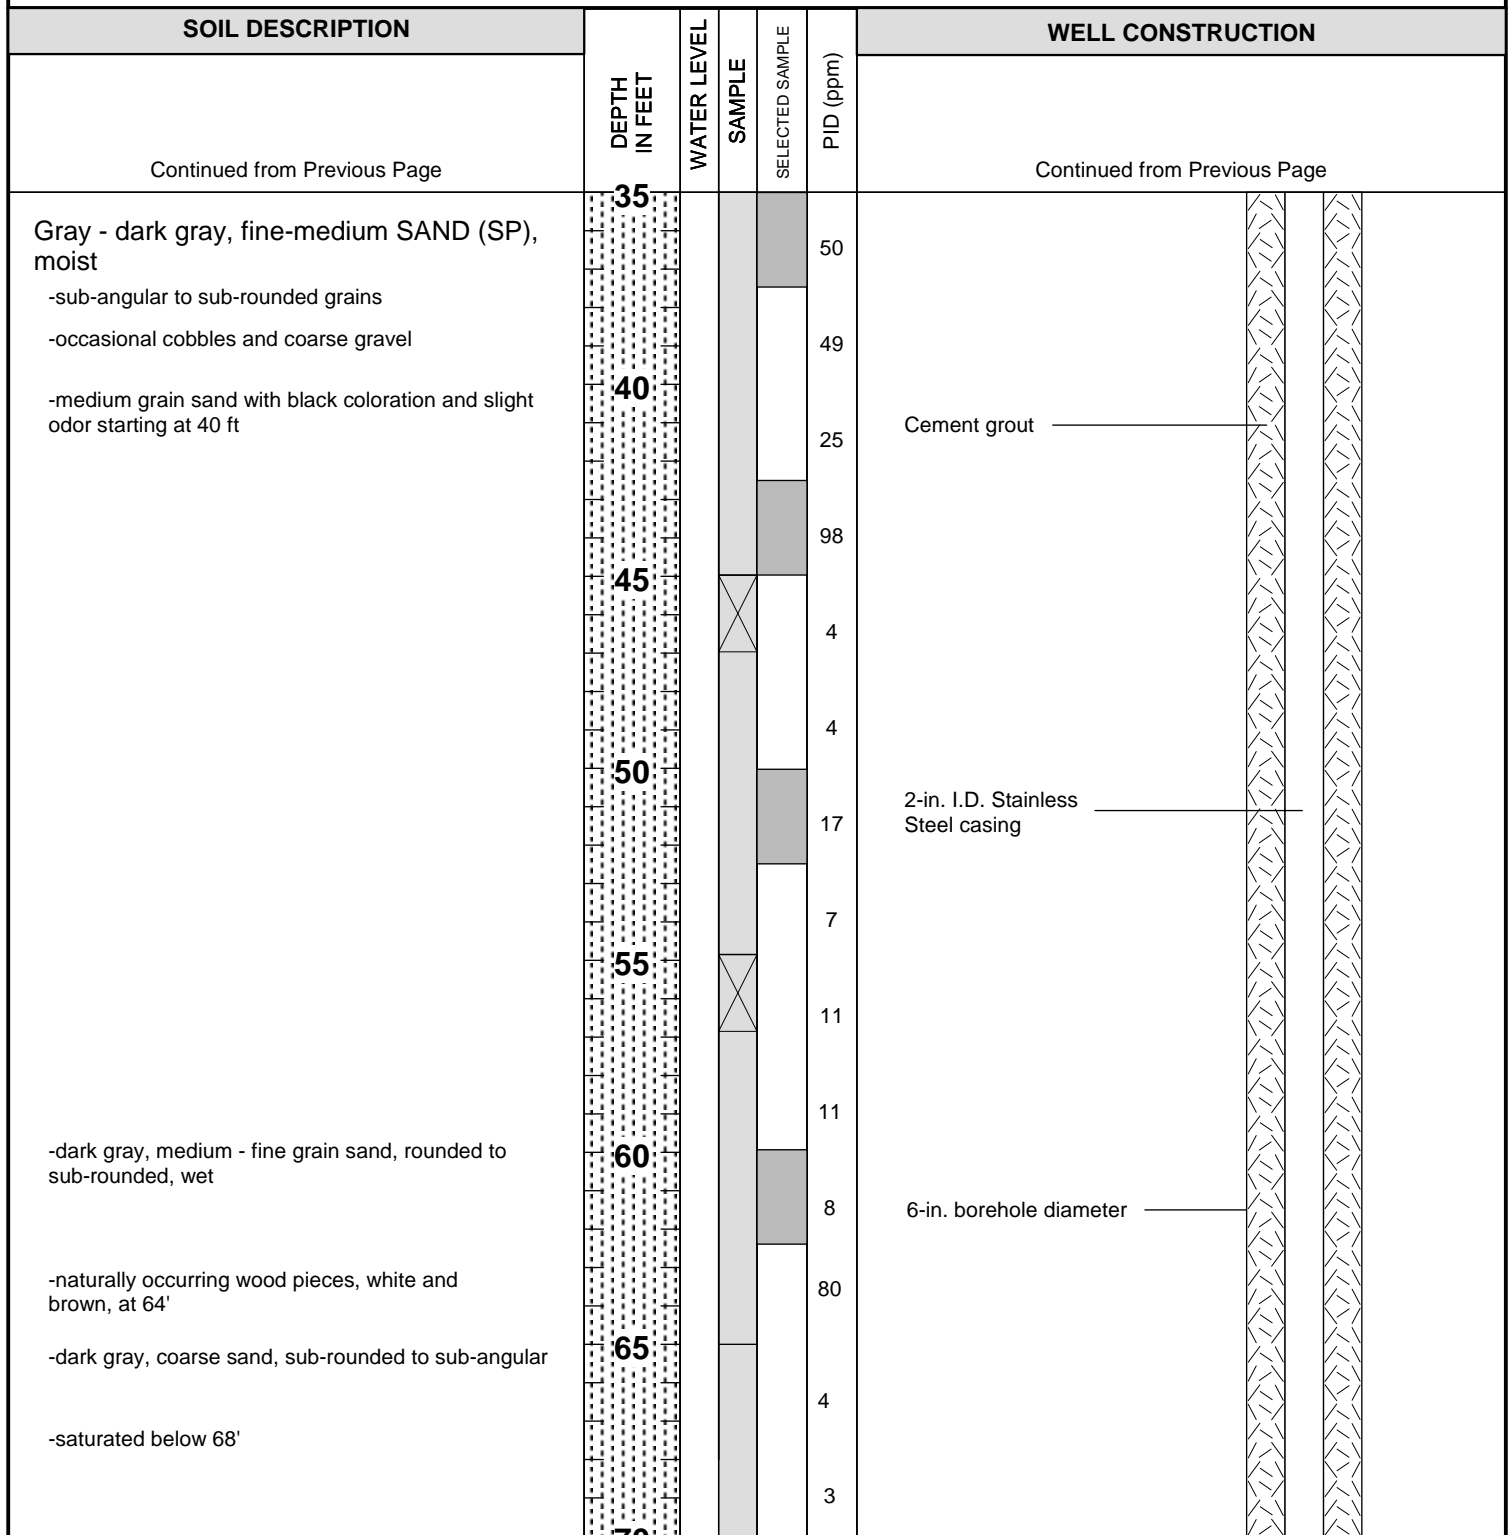 SOIL DESCRIPTION
DEPTH
IN FEET
WATER LEVEL
SAMPLE
SELECTED SAMPLE
PID (ppm)
WELL CONSTRUCTION
Continued from Previous Page
Continued from Previous Page
35
Gray - dark gray, fine-medium SAND (SP),
moist
50
-sub-angular to sub-rounded grains
-occasional cobbles and coarse gravel
49
40
-medium grain sand with black coloration and slight
odor starting at 40 ft
25
Cement grout
98
45
4
4
50
17
2-in. I.D. Stainless
Steel casing
7
55
11
11
-dark gray, medium - fine grain sand, rounded to
sub-rounded, wet
60
8
6-in. borehole diameter
-naturally occurring wood pieces, white and
brown, at 64'
80
65
-dark gray, coarse sand, sub-rounded to sub-angular
4
-saturated below 68'
3
70